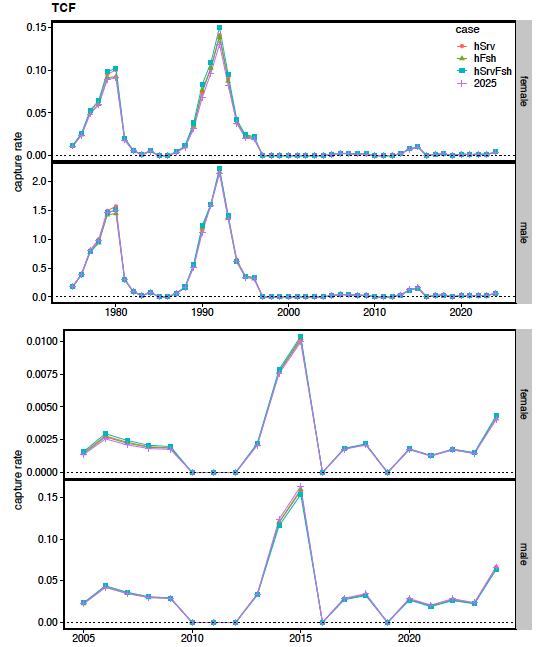 TCF
case
hSrv
hFsh
hSrvFsh
2025
capture rate
0.15
0.10
0.05
0.00
female
2.0
1.5
1.0
0.5
0.0
male
1980
1990
2000
2010
2020
capture rate
0.0100
0.0075
0.0050
0.0025
0.0000
female
0.15
0.10
0.05
0.00
male
2005
2010
2015
2020